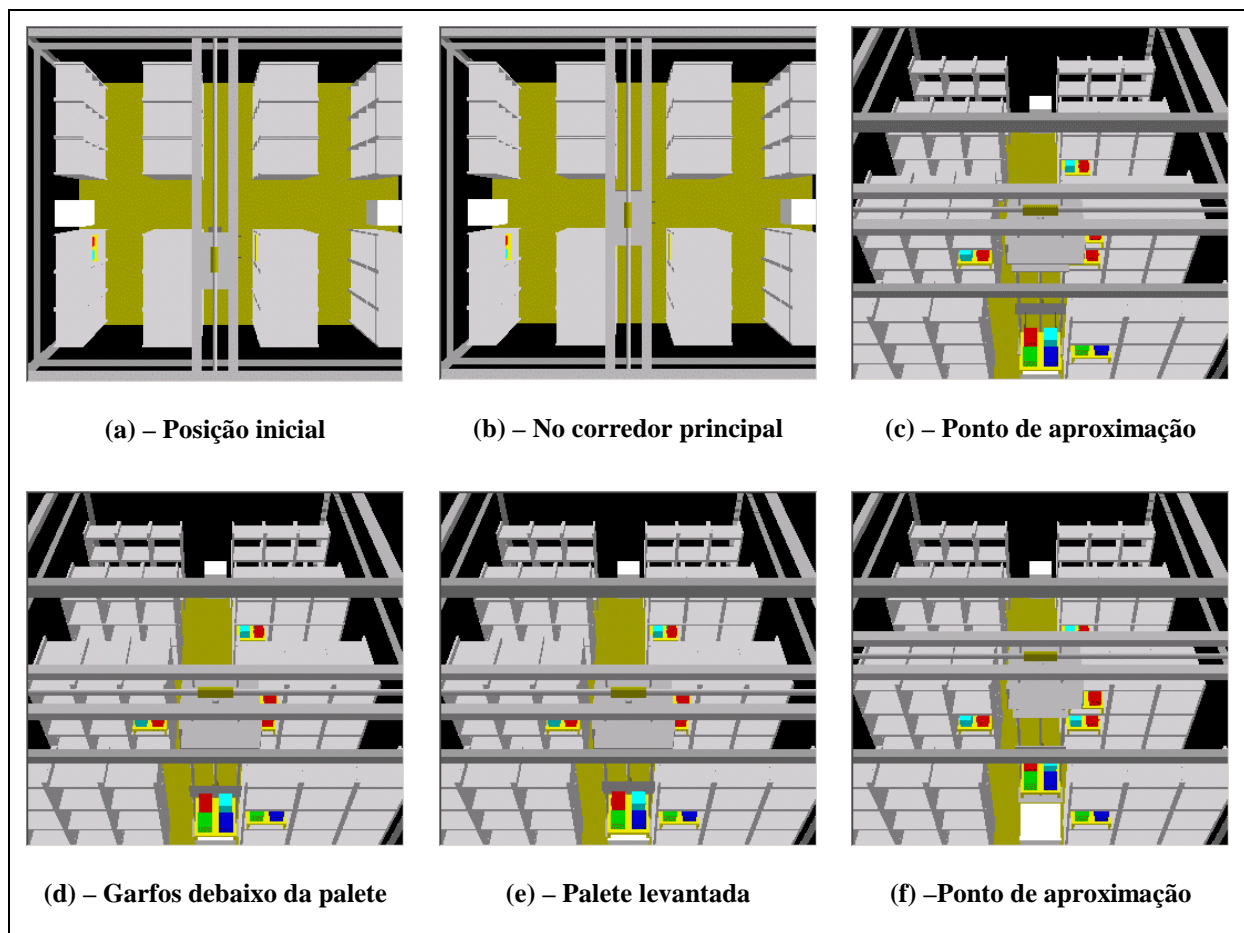 (a) – Posição inicial
(b) – No corredor principal
(c) – Ponto de aproximação
(d) – Garfos debaixo da palete
(e) – Palete levantada
(f) –Ponto de aproximação